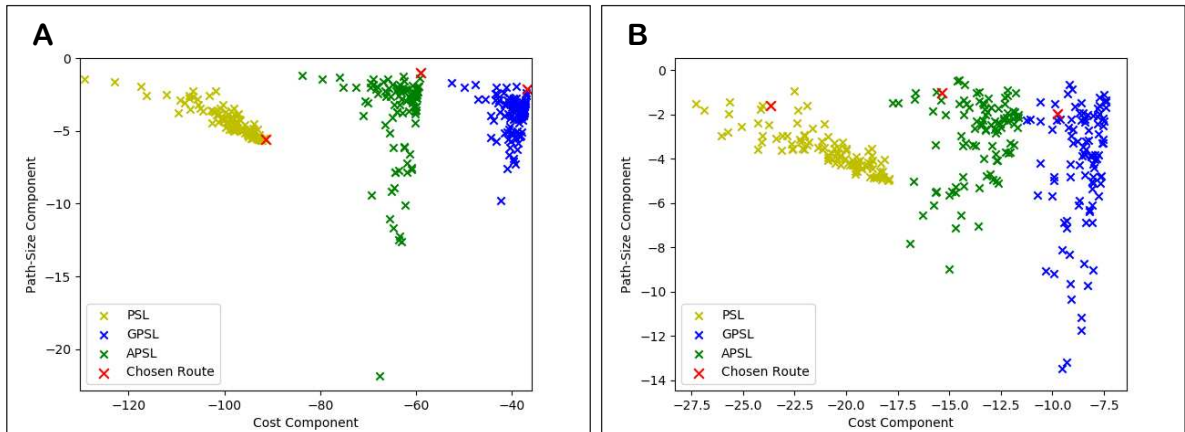 A
0
−5
−10
−15
−20
Path-Size Component
PSL
GPSL
APSL
Chosen Route
−120 −100 −80 −60 −40
Cost Component
B
0
−2
−4
−6
−8
−10
−12
−14
Path-Size Component
PSL
GPSL
APSL
Chosen Route
−27.5 −25.0 −22.5 −20.0 −17.5 −15.0 −12.5 −10.0 −7.5
Cost Component